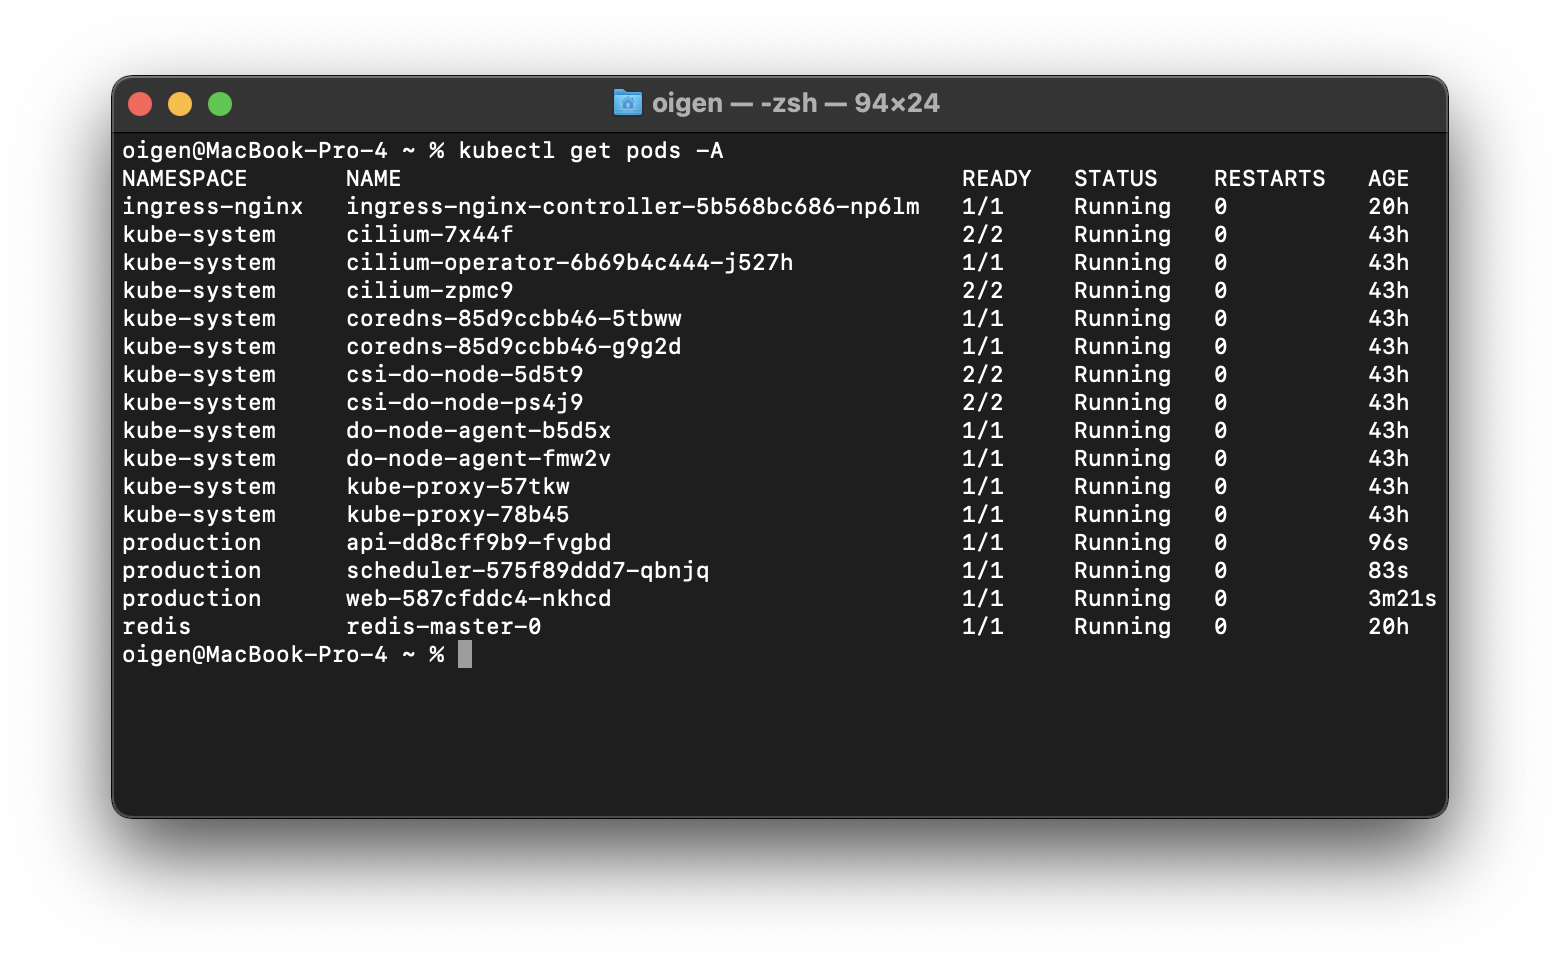 oigen — -zsh — 94×24
oigen@MacBook-Pro-4 ~ % kubectl get pods -A
NAMESPACE NAME READY STATUS RESTARTS AGE
ingress-nginx ingress-nginx-controller-5b568bc686-np6lm 1/1 Running 0 20h
kube-system cilium-7x44f 2/2 Running 0 43h
kube-system cilium-operator-6b69b4c444-j527h 1/1 Running 0 43h
kube-system cilium-zpmc9 2/2 Running 0 43h
kube-system coredns-85d9ccbb46-5tbww 1/1 Running 0 43h
kube-system coredns-85d9ccbb46-g9g2d 1/1 Running 0 43h
kube-system csi-do-node-5d5t9 2/2 Running 0 43h
kube-system csi-do-node-ps4j9 2/2 Running 0 43h
kube-system do-node-agent-b5d5x 1/1 Running 0 43h
kube-system do-node-agent-fmw2v 1/1 Running 0 43h
kube-system kube-proxy-57tkw 1/1 Running 0 43h
kube-system kube-proxy-78b45 1/1 Running 0 43h
production api-dd8cff9b9-fvgbd 1/1 Running 0 96s
production scheduler-575f89ddd7-qbnjq 1/1 Running 0 83s
production web-587cfddc4-nkhcd 1/1 Running 0 3m21s
redis redis-master-0 1/1 Running 0 20h
oigen@MacBook-Pro-4 ~ %